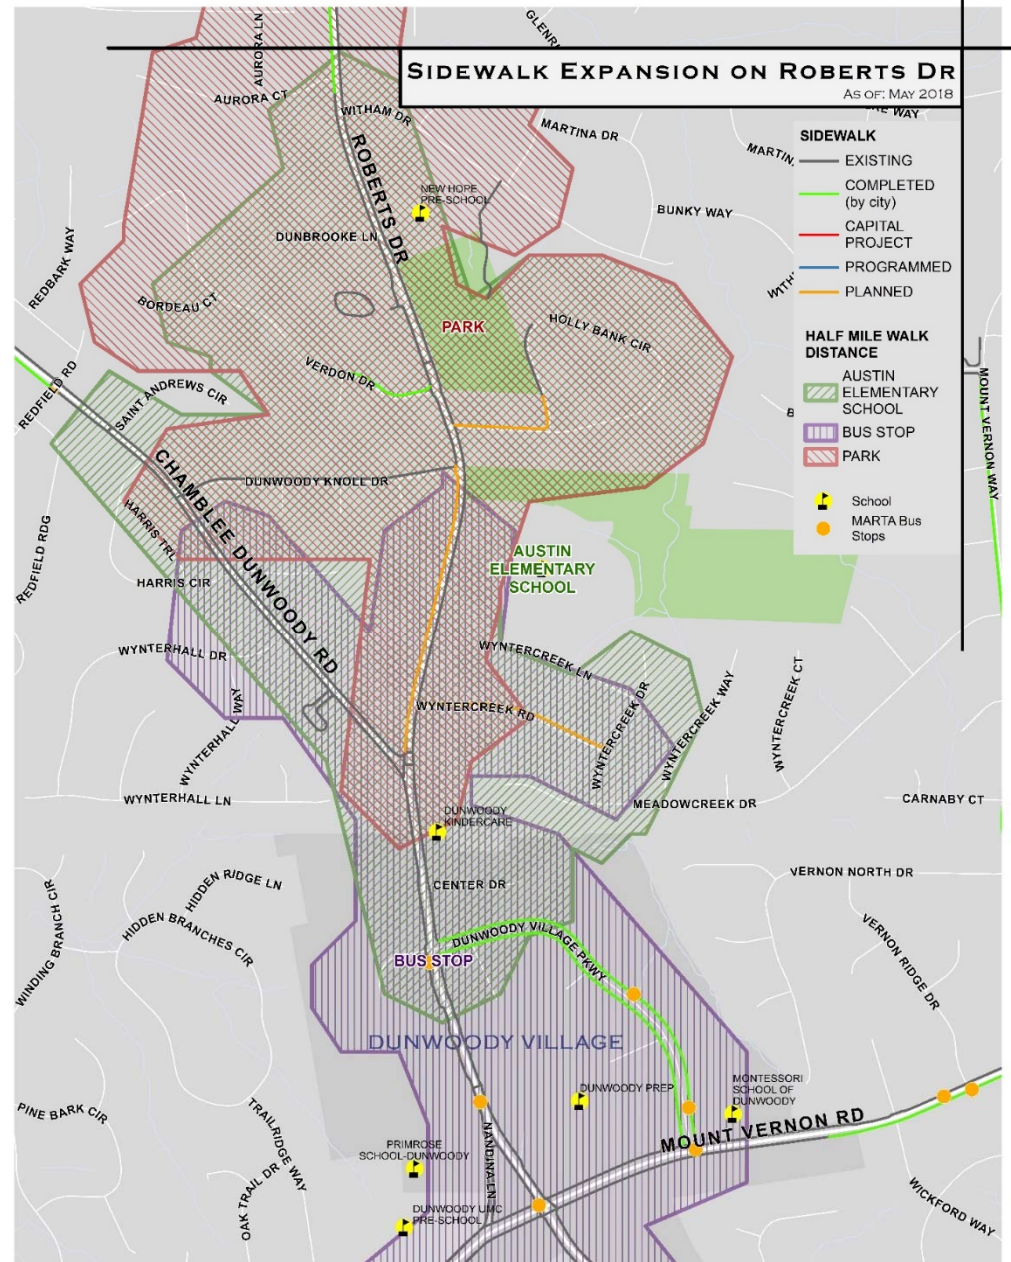 SIDEWALK EXPANSION ON ROBERTS DR
AS OF: MAY 2018
SIDEWALK
EXISTING
COMPLETED
(by city)
CAPITAL
PROJECT
PROGRAMMED
PLANNED
HALF MILE WALK
DISTANCE
AUSTIN
ELEMENTARY
SCHOOL
BUS STOP
PARK
School
MARTA Bus
Stops
AURORA LN
AURORA CT
WITHAM DR
MARTINA DR
ROBERTS DR
NEW HOPE
PRE-SCHOOL
BUNKY WAY
DUNBROOKE LN
REDBARK WAY
BORDEAU CT
PARK
HOLLY BANK CIR
VERDON DR
REDFIELD RD
SAINT ANDREWS CIR
MOUNT VERNON WAY
CHAMBLEE DUNWOODY RD
DUNWOODY KNOLL DR
HARRIS TRL
REDFIELD RDG
HARRIS CIR
AUSTIN
ELEMENTARY
SCHOOL
WYNTERHALL DR
WYNTERCREEK LN
WYNTERCREEK RD
WYNTERCREEK DR
WYNTERCREEK WAY
WYNTERCREEK CT
WYNTERHALL WAY
WYNTERHALL LN
MEADOWCREEK DR
CARNABY CT
DUNWOODY
KINDERCARE
CENTER DR
VERNON NORTH DR
HIDDEN RIDGE LN
HIDDEN BRANCHES CIR
WINDING BRANCH CIR
DUNWOODY VILLAGE PKWY
VERNON RIDGE DR
BUS STOP
DUNWOODY VILLAGE
DUNWOODY PREP
MONTESSORI
SCHOOL OF
DUNWOODY
PINE BARK CIR
TRAILRIDGE WAY
NANDINA LN
MOUNT VERNON RD
PRIMROSE
SCHOOL-DUNWOODY
OAK TRAIL DR
DUNWOODY UMC
PRE-SCHOOL
WICKFORD WAY